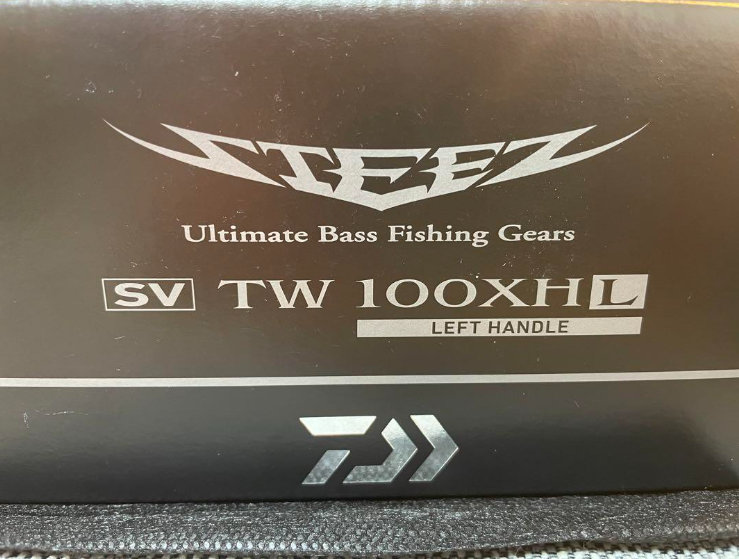 STEEZ
Ultimate Bass Fishing Gears
SV TW 100XHL
LEFT HANDLE